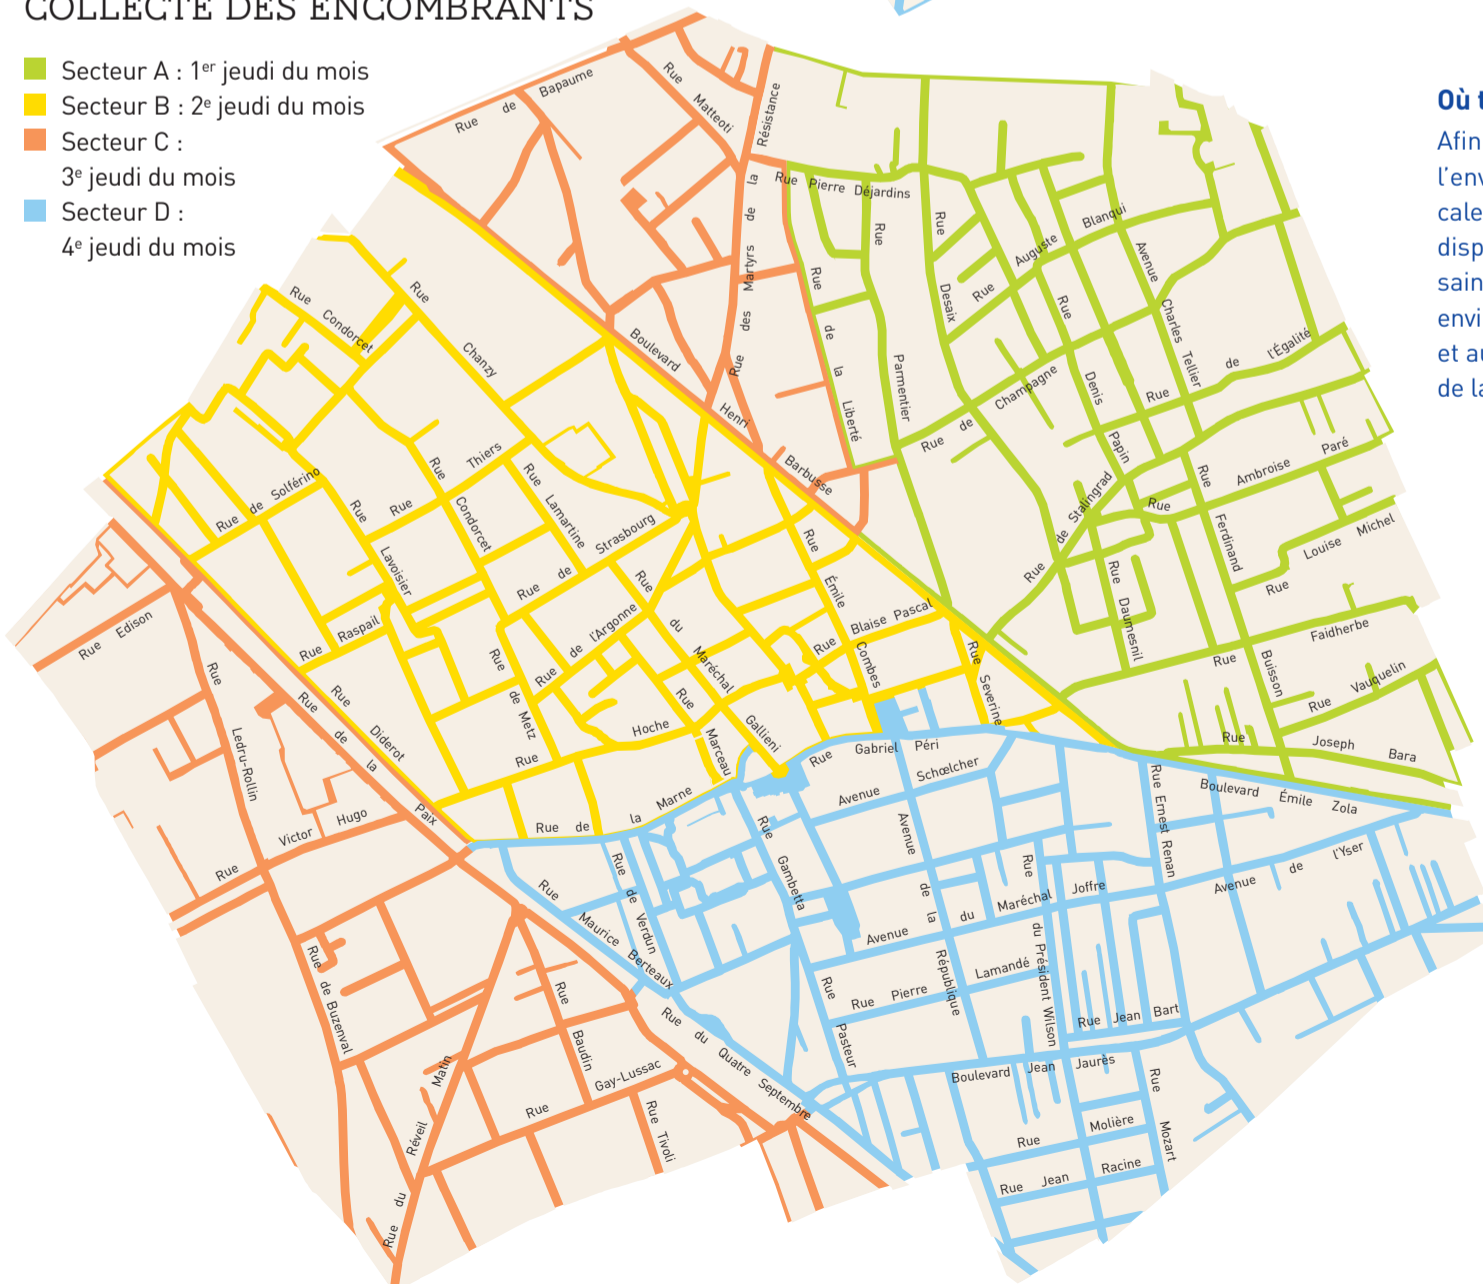 COLLECTE DES ENCOMBRANTS
Secteur A : 1er jeudi du mois
Secteur B : 2e jeudi du mois
Secteur C :
3e jeudi du mois
Secteur D :
4e jeudi du mois
Où
Afin
de la
Rue de Bapaume
Rue Matteoti
Rue des Martyrs de la Résistance
Rue Pierre Déjardins
Rue Condorcet
Rue Chanzy
Boulevard Henri Barbusse
Rue de la Liberté
Rue Parmentier
Rue Desaix
Rue Auguste Blanqui
Avenue Charles Tellier
Rue Denis Papin
Rue de Champagne
Rue de l'Égalité
Rue de Stalingrad
Rue Ambroise Paré
Rue Ferdinand Buisson
Rue Louise Michel
Rue Daumesnil
Rue Faidherbe
Rue Vauquelin
Rue Joseph Bara
Boulevard Émile Zola
Rue de Solférino
Rue Thiers
Rue Lavoisier
Rue Condorcet
Rue Lamartine
Rue de Strasbourg
Rue Raspail
Rue de l'Argonne
Rue du Maréchal Gallieni
Rue Émile Combes
Rue Blaise Pascal
Rue Severine
Rue de Metz
Rue Hoche
Rue Marceau
Rue Diderot
Rue de la Paix
Rue Edison
Rue Ledru-Rollin
Rue Victor Hugo
Rue de la Marne
Rue Gabriel Péri
Avenue Schœlcher
Rue Ernest Renan
Avenue de l'Yser
Rue de Verdun
Rue Maurice Berteaux
Rue Gambetta
Avenue de la République
Avenue du Maréchal Joffre
Rue du Président Wilson
Rue Pierre Lamandé
Rue Pasteur
Rue Jean Bart
Boulevard Jean Jaurès
Rue Mozart
Rue Molière
Rue Jean Racine
Rue du Quatre Septembre
Rue de Buzenval
Rue du Réveil Matin
Rue Baudin
Rue Gay-Lussac
Rue Tivoli